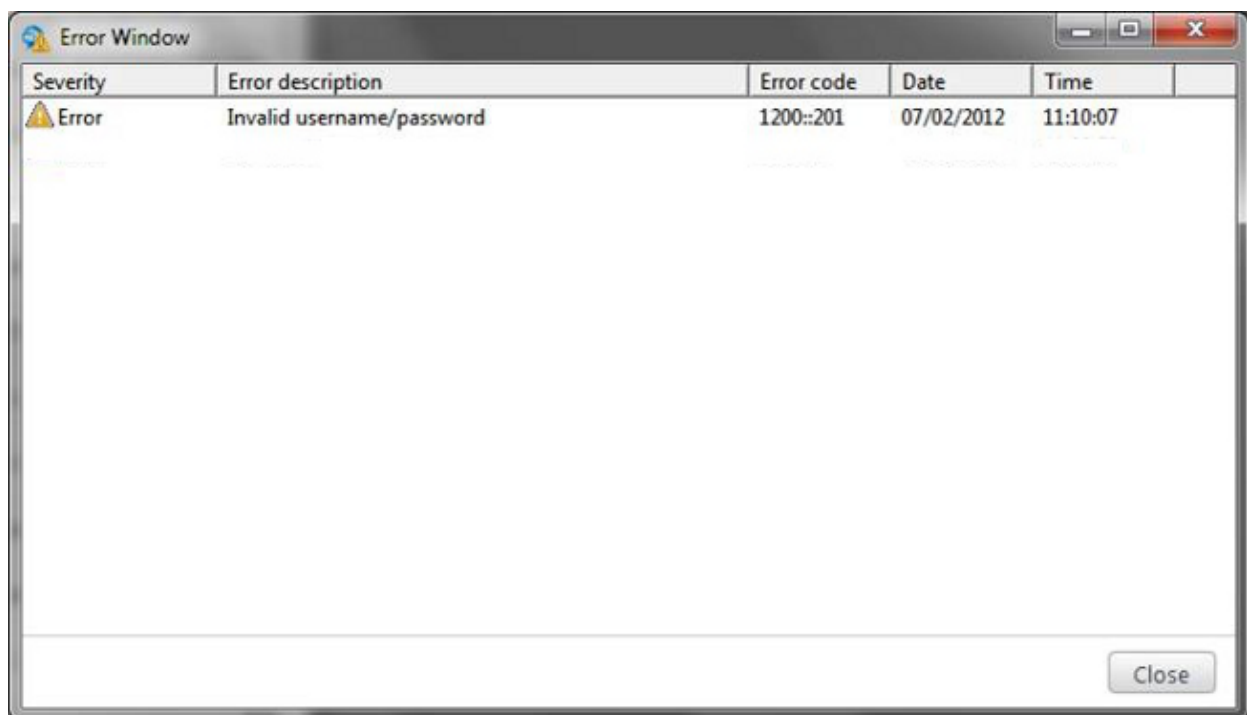 Error Window
Severity Error description Error code Date Time
Error Invalid username/password 1200::201 07/02/2012 11:10:07
Close